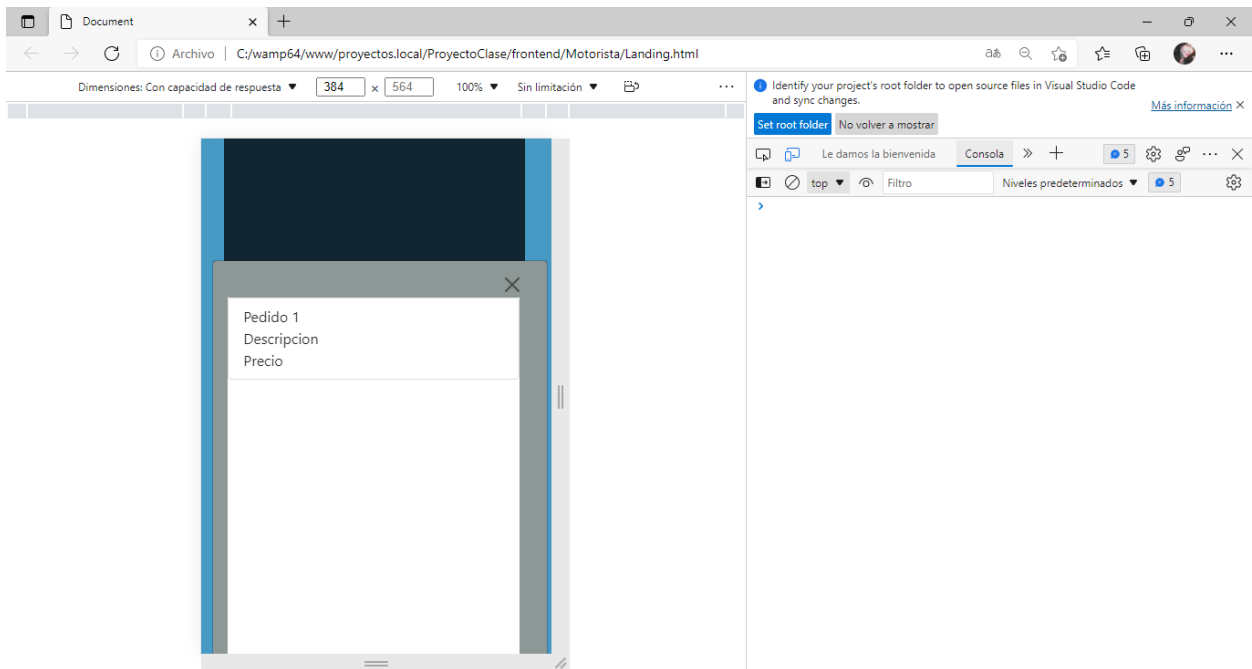 Document
Archivo C:/wamp64/www/proyectos.local/ProyectoClase/frontend/Motorista/Landing.html
Dimensiones: Con capacidad de respuesta ▼ 384 x 564 100% ▼ Sin limitación ▼
Identify your project's root folder to open source files in Visual Studio Code
and sync changes.
Más información
Set root folder No volver a mostrar
Le damos la bienvenida Consola 5
top ▼ Filtro Niveles predeterminados ▼ 5
Pedido 1
Descripcion
Precio